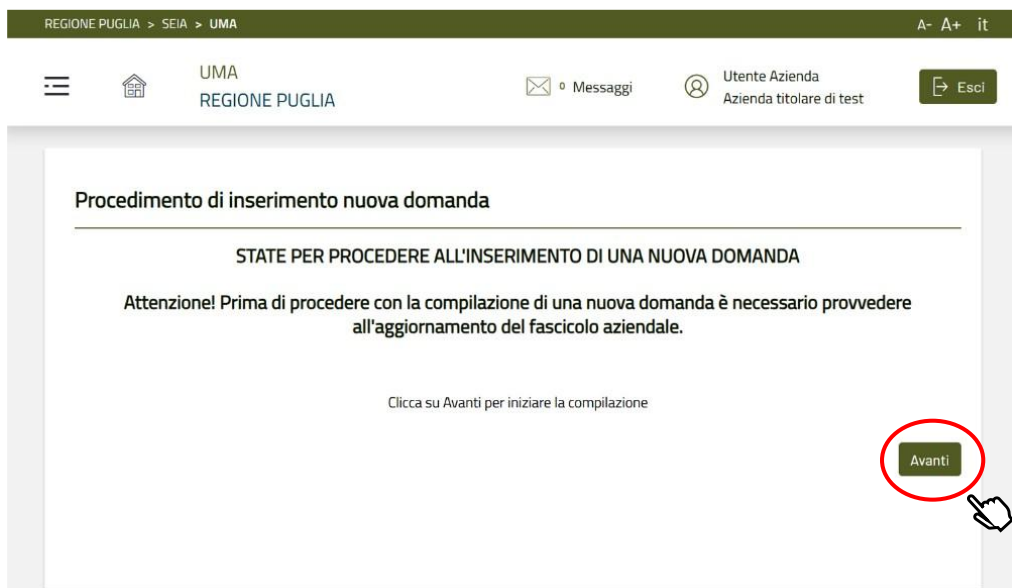 REGIONE PUGLIA > SEIA > UMA
A- A+ it
UMA
REGIONE PUGLIA
0 Messaggi
Utente Azienda
Azienda titolare di test
Esci
Procedimento di inserimento nuova domanda
STATE PER PROCEDERE ALL'INSERIMENTO DI UNA NUOVA DOMANDA
Attenzione! Prima di procedere con la compilazione di una nuova domanda è necessario provvedere
all'aggiornamento del fascicolo aziendale.
Clicca su Avanti per iniziare la compilazione
Avanti